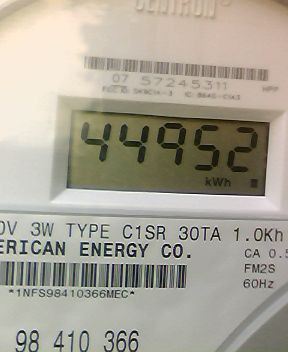 CENTRON®
07 57245311
44952
kWh
0V 3W TYPE C1SR 30TA 1.0Kh
ERICAN ENERGY CO.
CA 0.5
FM2S
60Hz
*1NFS98410366MEC*
98 410 366